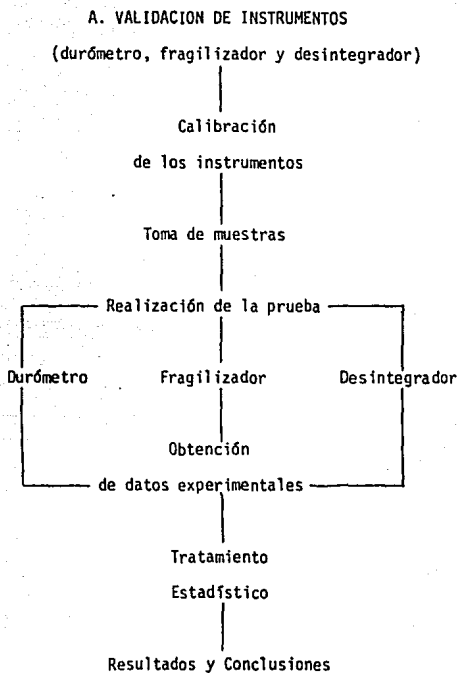 A. VALIDACION DE INSTRUMENTOS
(durómetro, fragilizador y desintegrador)
Calibración
de los instrumentos
Toma de muestras
Realización de la prueba
Durómetro Fragilizador Desintegrador
Obtención
de datos experimentales
Tratamiento
Estadístico
Resultados y Conclusiones